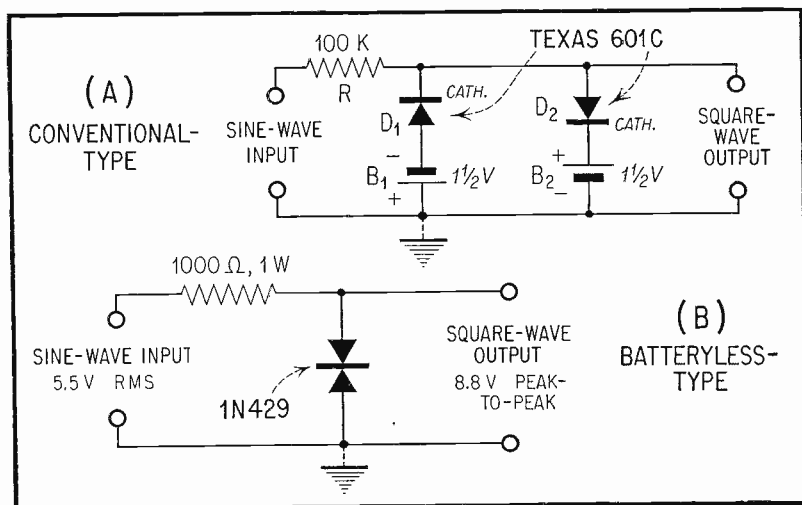 (A)
CONVENTIONAL-
TYPE
100 K
R
SINE-WAVE
INPUT
TEXAS 601C
CATH.
D1
D2
CATH.
-
B1
1½V
+
+
B2
1½V
-
SQUARE-
WAVE
OUTPUT
1000 Ω, 1W
SINE-WAVE INPUT
5.5 V RMS
1N429
SQUARE-WAVE
OUTPUT
8.8 V PEAK-
TO-PEAK
(B)
BATTERYLESS-
TYPE